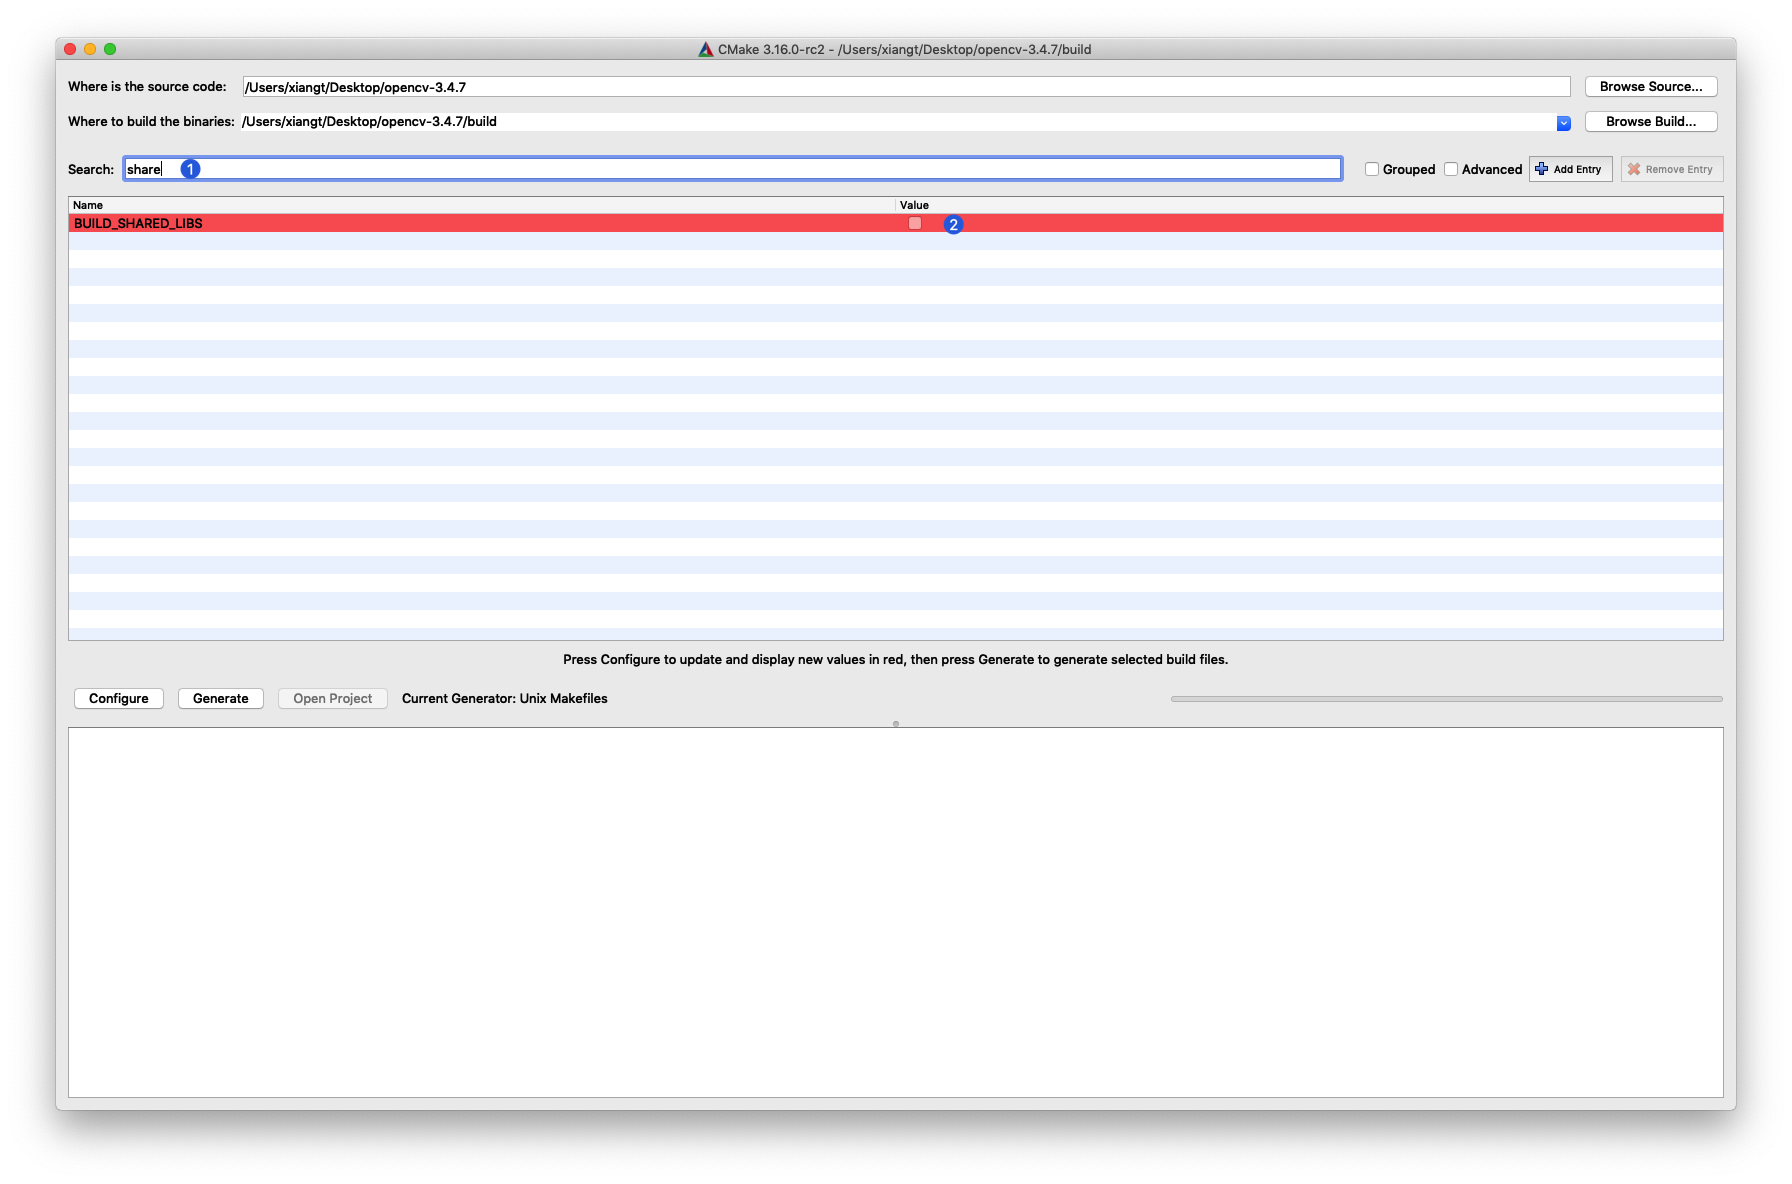 CMake 3.16.0-rc2 - /Users/xiangt/Desktop/opencv-3.4.7/build
Where is the source code: /Users/xiangt/Desktop/opencv-3.4.7 Browse Source...
Where to build the binaries: /Users/xiangt/Desktop/opencv-3.4.7/build Browse Build...
Search: share 1 Grouped Advanced Add Entry Remove Entry
Name Value
BUILD_SHARED_LIBS 2
Press Configure to update and display new values in red, then press Generate to generate selected build files.
Configure Generate Open Project Current Generator: Unix Makefiles